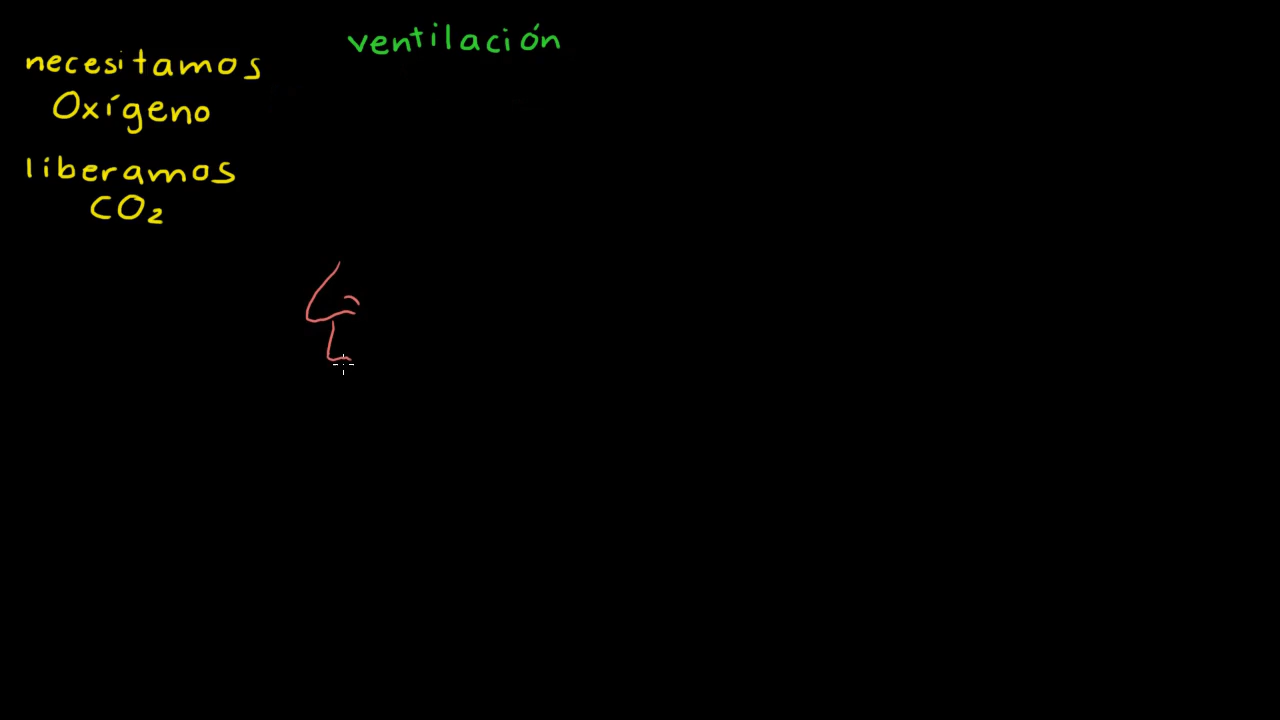 ventilación
necesitamos
Oxígeno
liberamos
CO₂